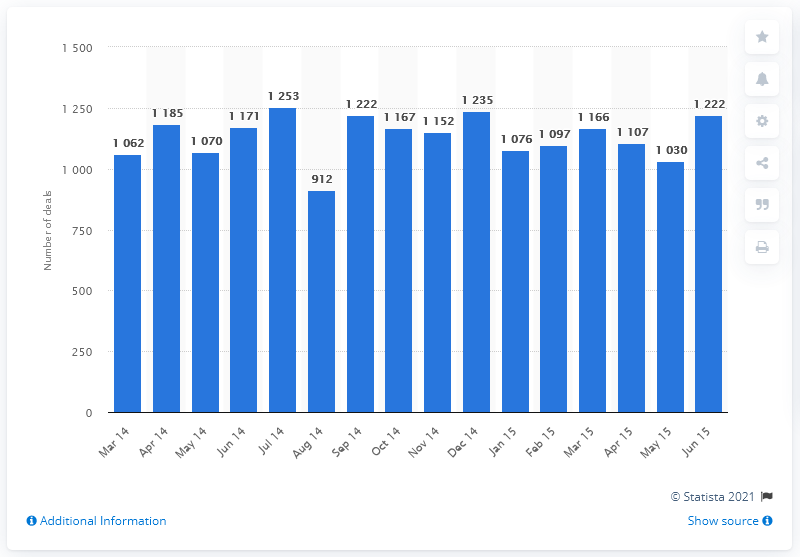 1 500
1 250
1 000
750
500
250
0
Number of deals
1 062
1 185
1 070
1 171
1 253
912
1 222
1 167
1 152
1 235
1 076
1 097
1 166
1 107
1 030
1 222
Mar 14
Apr 14
May 14
Jun 14
Jul 14
Aug 14
Sep 14
Oct 14
Nov 14
Dec 14
Jan 15
Feb 15
Mar 15
Apr 15
May 15
Jun 15
© Statista 2021
Additional Information
Show source